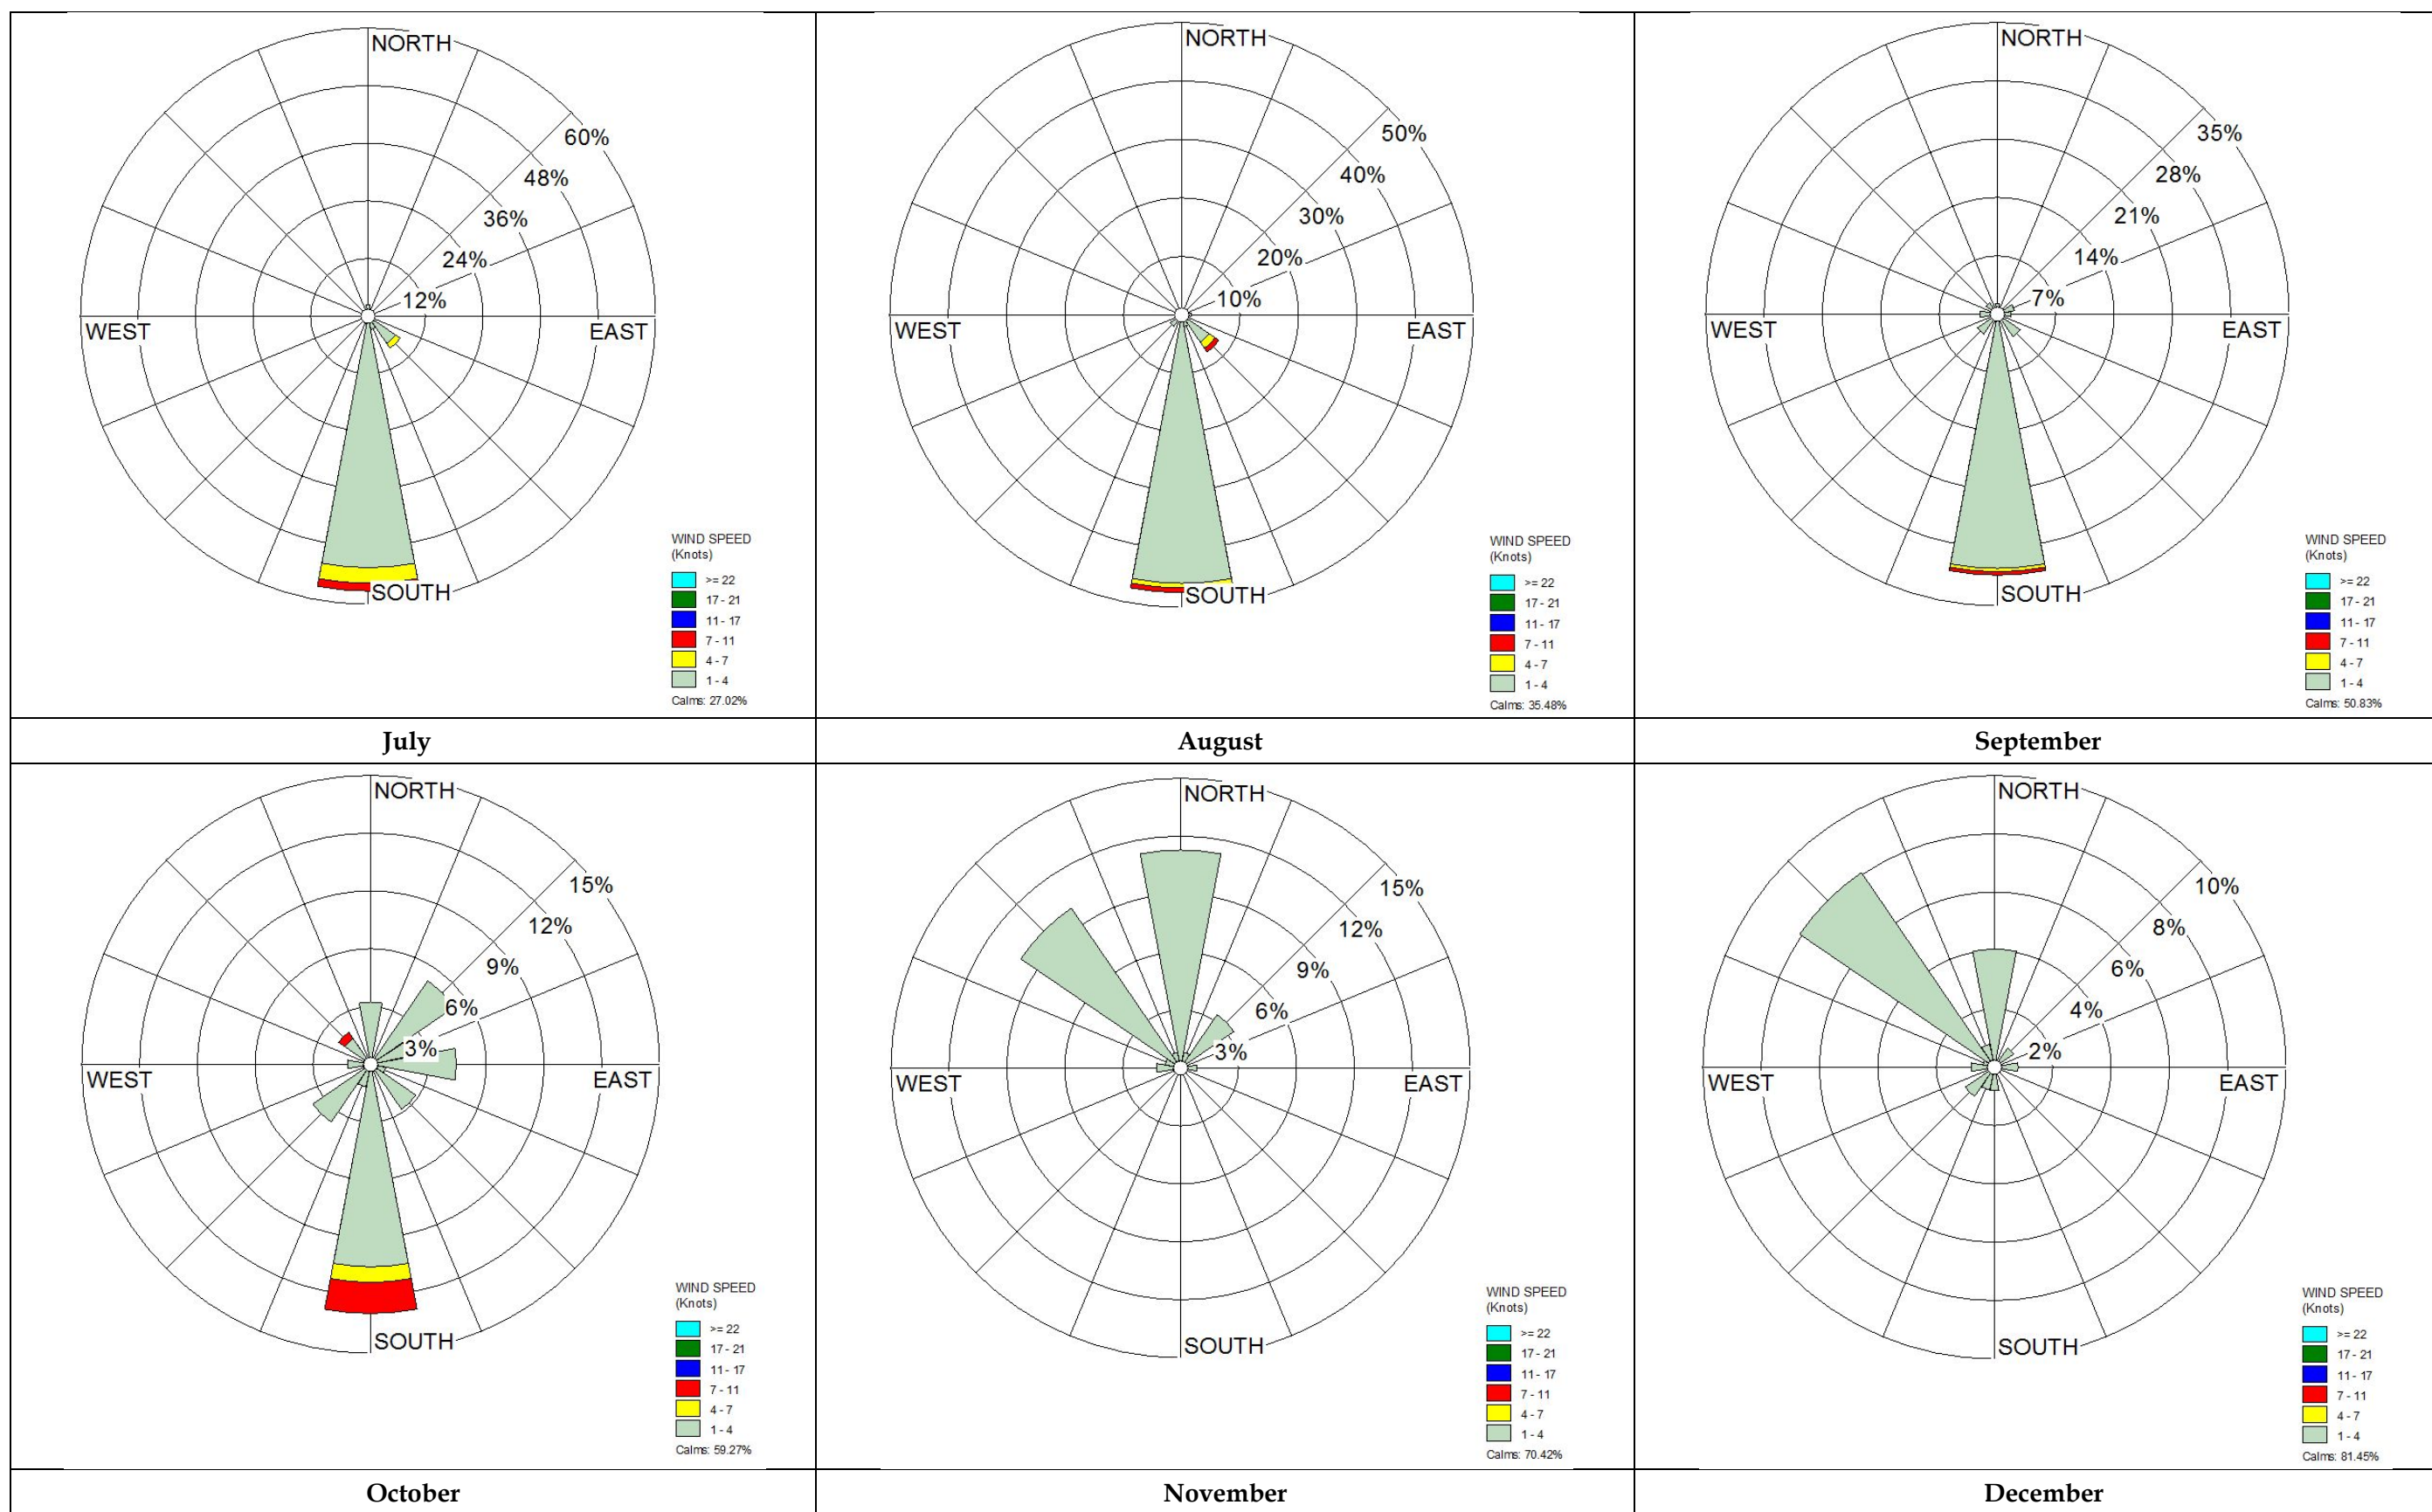 NORTH
60%
48%
36%
24%
12%
WEST
EAST
SOUTH
WIND SPEED
(Knots)
>= 22
17 - 21
11 - 17
7 - 11
4 - 7
1 - 4
Calms: 27.02%
NORTH
50%
40%
30%
20%
10%
WEST
EAST
SOUTH
WIND SPEED
(Knots)
>= 22
17 - 21
11 - 17
7 - 11
4 - 7
1 - 4
Calms: 35.48%
NORTH
35%
28%
21%
14%
7%
WEST
EAST
SOUTH
WIND SPEED
(Knots)
>= 22
17 - 21
11 - 17
7 - 11
4 - 7
1 - 4
Calms: 50.83%
July
August
September
NORTH
15%
12%
9%
6%
3%
WEST
EAST
SOUTH
WIND SPEED
(Knots)
>= 22
17 - 21
11 - 17
7 - 11
4 - 7
1 - 4
Calms: 59.27%
NORTH
15%
12%
9%
6%
3%
WEST
EAST
SOUTH
WIND SPEED
(Knots)
>= 22
17 - 21
11 - 17
7 - 11
4 - 7
1 - 4
Calms: 70.42%
NORTH
10%
8%
6%
4%
2%
WEST
EAST
SOUTH
WIND SPEED
(Knots)
>= 22
17 - 21
11 - 17
7 - 11
4 - 7
1 - 4
Calms: 81.45%
October
November
December